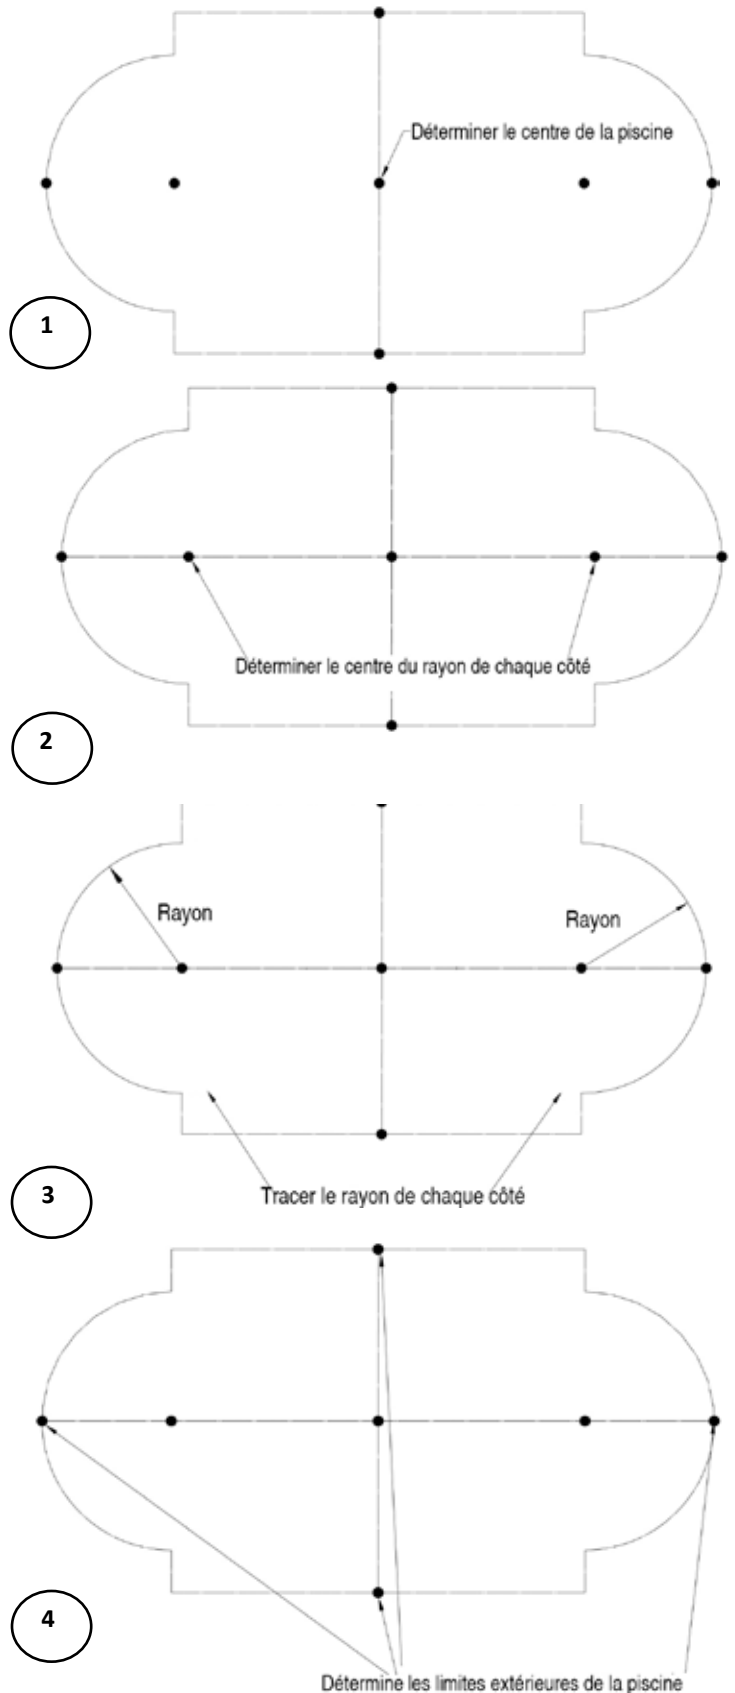 Déterminer le centre de la piscine
1
Déterminer le centre du rayon de chaque côté
2
Rayon
Rayon
Tracer le rayon de chaque côté
3
4
Détermine les limites extérieures de la piscine